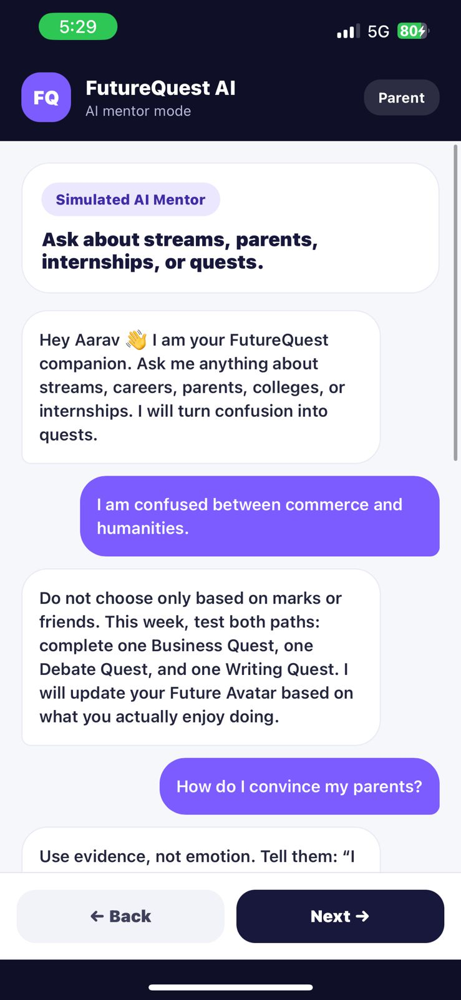 5:29
5G
80
FQ
FutureQuest AI
AI mentor mode
Parent
Simulated AI Mentor
Ask about streams, parents,
internships, or quests.
Hey Aarav 👋 I am your FutureQuest
companion. Ask me anything about
streams, careers, parents, colleges, or
internships. I will turn confusion into
quests.
I am confused between commerce and
humanities.
Do not choose only based on marks or
friends. This week, test both paths:
complete one Business Quest, one
Debate Quest, and one Writing Quest. I
will update your Future Avatar based on
what you actually enjoy doing.
How do I convince my parents?
Use evidence, not emotion. Tell them: “I
← Back
Next →